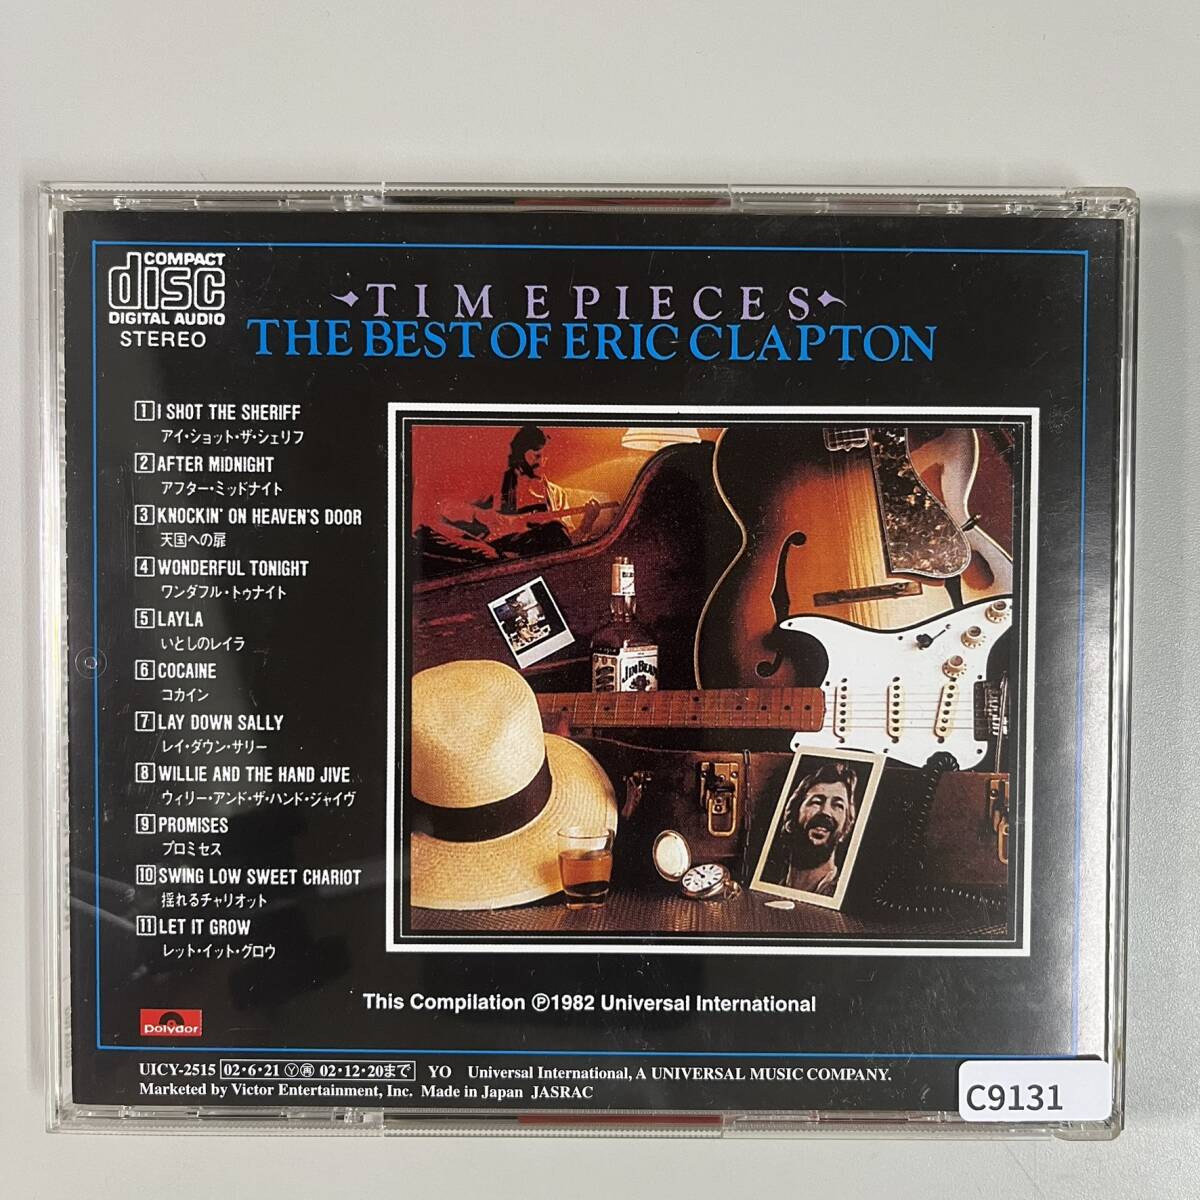 COMPACT
disc
DIGITAL AUDIO
STEREO
TIMEPIECES
THE BEST OF ERIC CLAPTON
1 I SHOT THE SHERIFF
アイ・ショット・ザ・シェリフ
2 AFTER MIDNIGHT
アフター・ミッドナイト
3 KNOCKIN' ON HEAVEN'S DOOR
天国への扉
4 WONDERFUL TONIGHT
ワンダフル・トゥナイト
5 LAYLA
いとしのレイラ
6 COCAINE
コカイン
7 LAY DOWN SALLY
レイ・ダウン・サリー
8 WILLIE AND THE HAND JIVE
ウィリー・アンド・ザ・ハンド・ジャイヴ
9 PROMISES
プロミセス
10 SWING LOW SWEET CHARIOT
揺れるチャリオット
11 LET IT GROW
レット・イット・グロウ
JIM BEAM
This Compilation Ⓟ1982 Universal International
polydor
UICY-2515 02・6・21 Ⓨ㊢ 02・12・20まで YO Universal International, A UNIVERSAL MUSIC COMPANY.
Marketed by Victor Entertainment, Inc. Made in Japan JASRAC
C9131